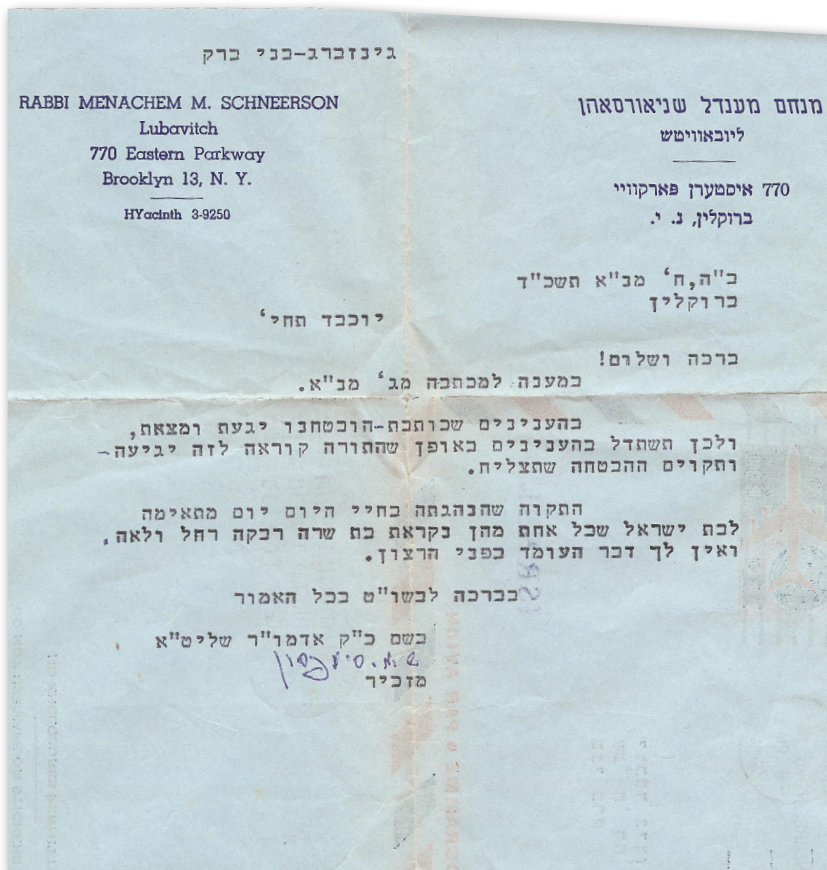 גינזברג-בני ברק
RABBI MENACHEM M. SCHNEERSON
Lubavitch
770 Eastern Parkway
Brooklyn 13, N. Y.
HYacinth 3-9250
מנחם מענדל שניאורסאהן
ליובאוויטש
770 איסטערן פארקוויי
ברוקלין, נ. י.
ב"ה,ח' מנ"א תשכ"ד
ברוקלין
יוכבד תחי'
ברכה ושלום!
במענה למכתבה מג' מנ"א.
בהענינים שכותבת-הובטחנו יגעת ומצאת,
ולכן תשתדל בהענינים באופן שהתורה קוראה לזה יגיעה-
ותקוים ההבטחה שתצליח.
התקוה שהנהגתה בחיי היום יום מתאימה
לבת ישראל שכל אחת מהן נקראת בת שרה רבקה רחל ולאה,
ואין לך דבר העומד בפני הרצון.
בברכה לבשו"ט בכל האמור
בשם כ"ק אדמו"ר שליט"א
מזכיר